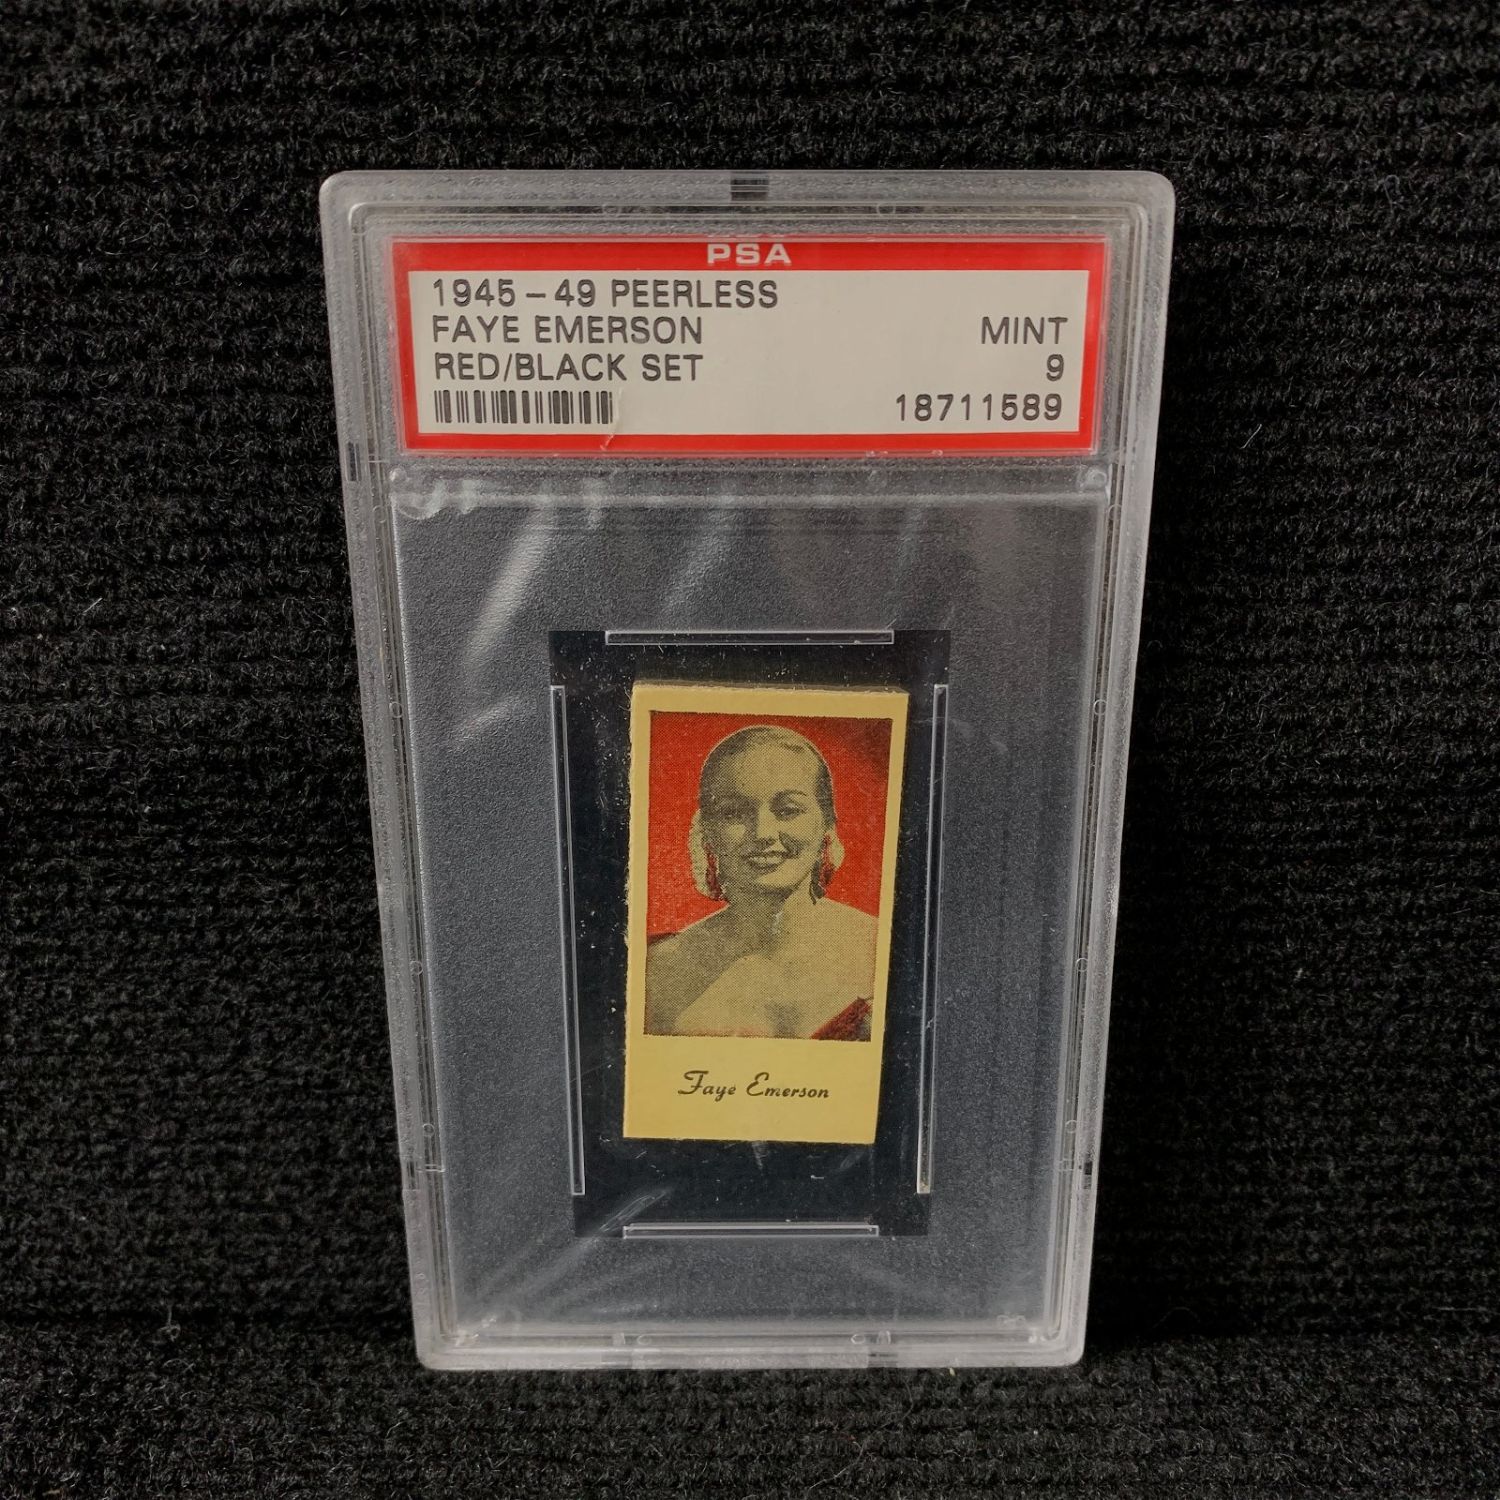 PSA
1945-49 PEERLESS
FAYE EMERSON MINT
RED/BLACK SET 9
18711589
Faye Emerson